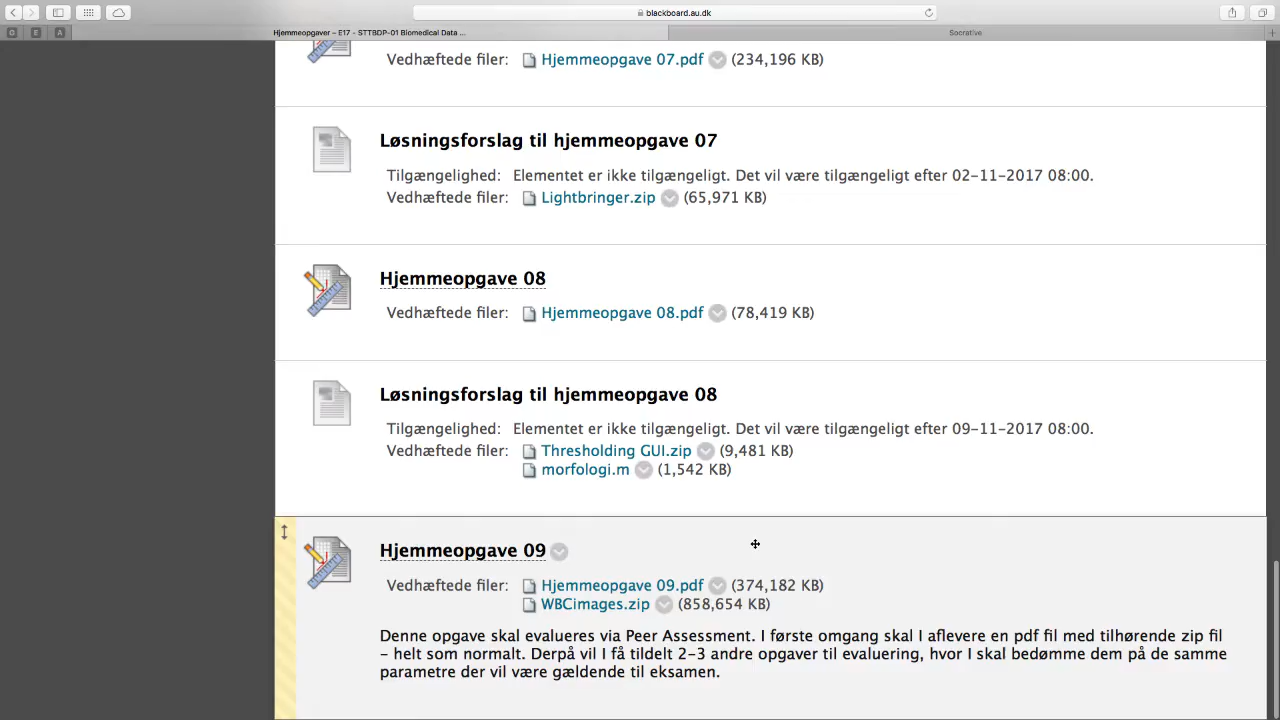 blackboard.au.dk
O E A Hjemmeopgaver – E17 - STTBDP-01 Biomedical Data ... Socrative
Vedhæftede filer: Hjemmeopgave 07.pdf (234,196 KB)
Løsningsforslag til hjemmeopgave 07
Tilgængelighed: Elementet er ikke tilgængeligt. Det vil være tilgængeligt efter 02-11-2017 08:00.
Vedhæftede filer: Lightbringer.zip (65,971 KB)
Hjemmeopgave 08
Vedhæftede filer: Hjemmeopgave 08.pdf (78,419 KB)
Løsningsforslag til hjemmeopgave 08
Tilgængelighed: Elementet er ikke tilgængeligt. Det vil være tilgængeligt efter 09-11-2017 08:00.
Vedhæftede filer: Thresholding GUI.zip (9,481 KB)
morfologi.m (1,542 KB)
Hjemmeopgave 09
Vedhæftede filer: Hjemmeopgave 09.pdf (374,182 KB)
WBCimages.zip (858,654 KB)
Denne opgave skal evalueres via Peer Assessment. I første omgang skal I aflevere en pdf fil med tilhørende zip fil
– helt som normalt. Derpå vil I få tildelt 2-3 andre opgaver til evaluering, hvor I skal bedømme dem på de samme
parametre der vil være gældende til eksamen.